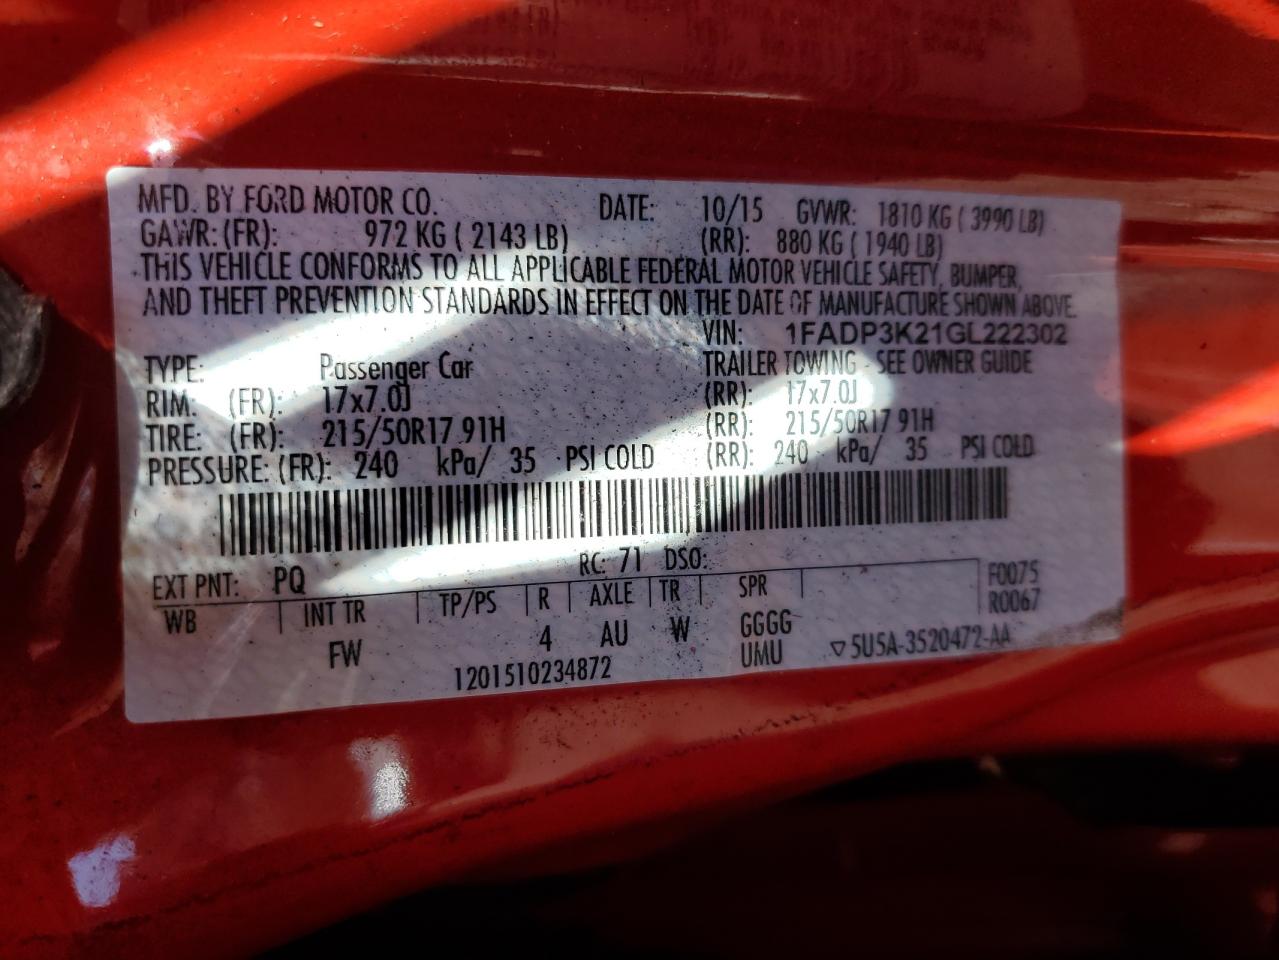 MFD. BY FORD MOTOR CO. DATE: 10/15 GVWR: 1810 KG ( 3990 LB)
GAWR: (FR): 972 KG ( 2143 LB) (RR): 880 KG ( 1940 LB)
THIS VEHICLE CONFORMS TO ALL APPLICABLE FEDERAL MOTOR VEHICLE SAFETY, BUMPER,
AND THEFT PREVENTION STANDARDS IN EFFECT ON THE DATE OF MANUFACTURE SHOWN ABOVE.
VIN: 1FADP3K21GL222302
TYPE: Passenger Car TRAILER TOWING - SEE OWNER GUIDE
RIM: (FR): 17x7.0J (RR): 17x7.0J
TIRE: (FR): 215/50R17 91H (RR): 215/50R17 91H
PRESSURE: (FR): 240 kPa/ 35 PSI COLD (RR): 240 kPa/ 35 PSI COLD
EXT PNT: PQ RC: 71 DSO: F0075
WB INT TR TP/PS R AXLE TR SPR R0067
FW 4 AU W GGGG
UMU ▽5U5A-3520472-AA
1201510234872